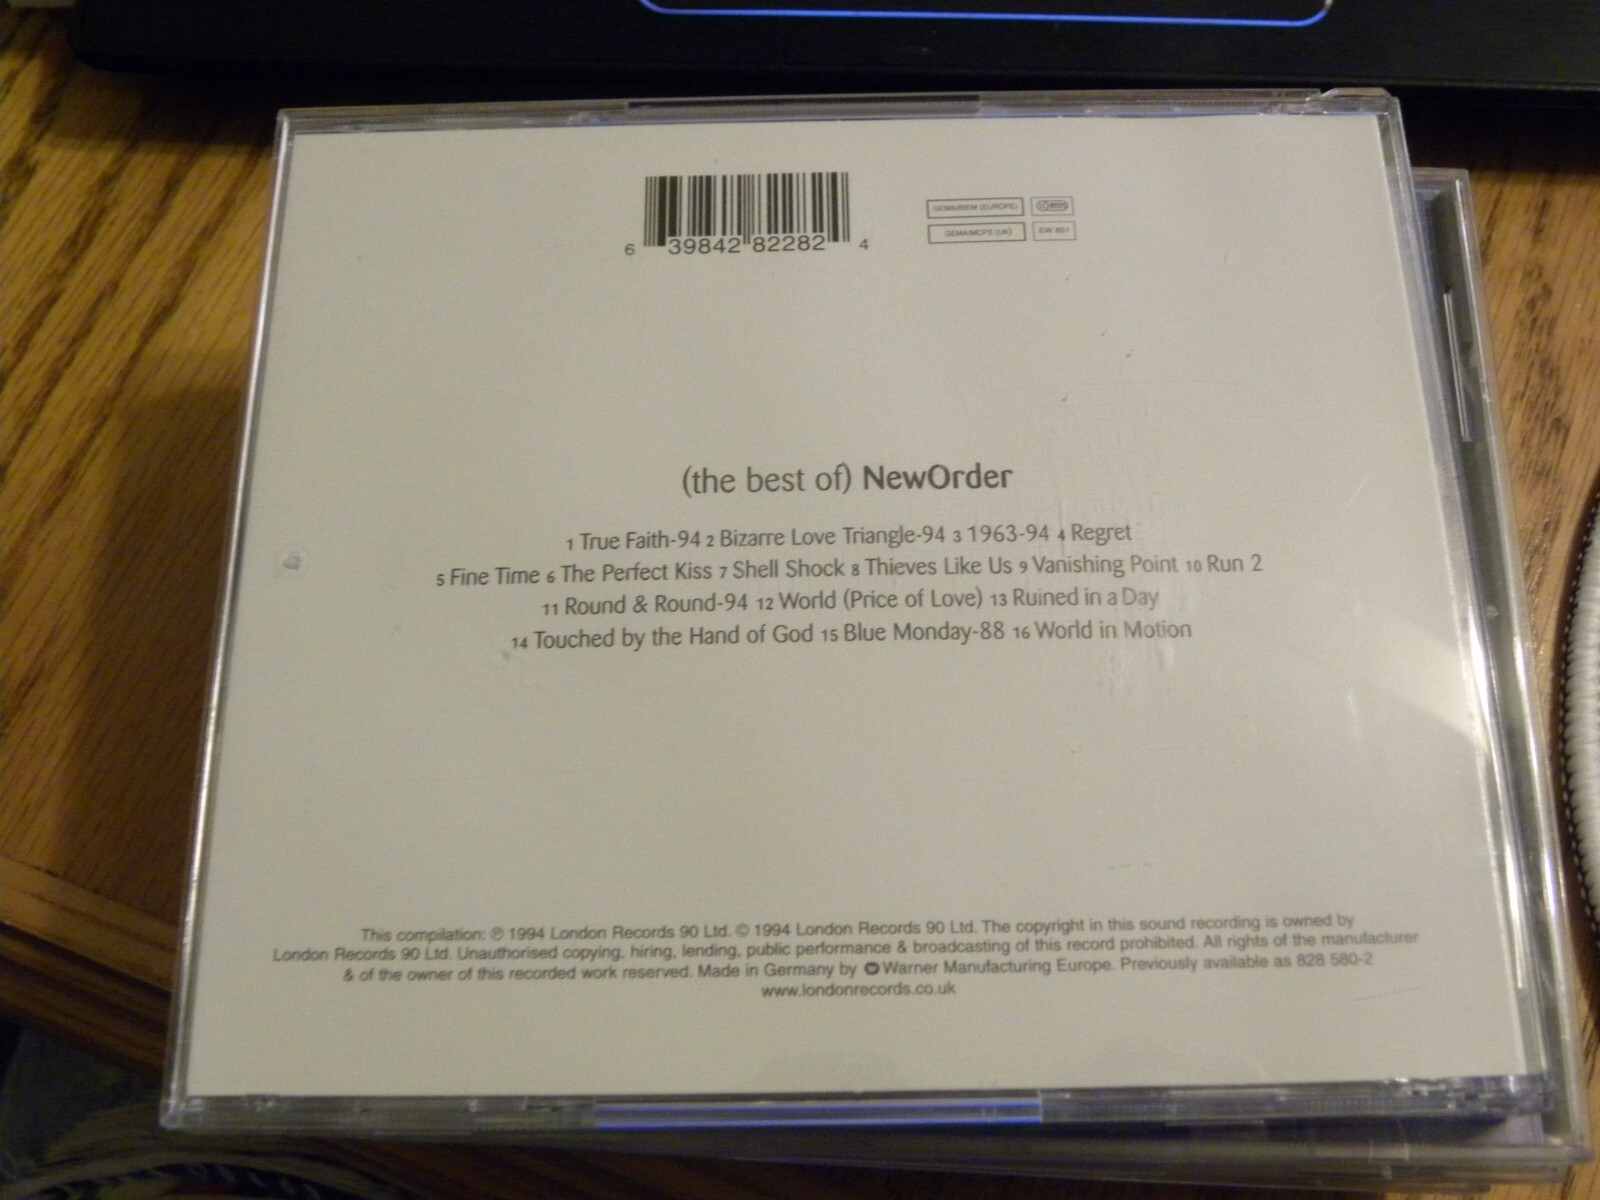 6 39842 82282 4
GEMA/BIEM (EUROPE)
GEMA/MCPS (UK)
EW 851
(the best of) NewOrder
1 True Faith-94 2 Bizarre Love Triangle-94 3 1963-94 4 Regret
5 Fine Time 6 The Perfect Kiss 7 Shell Shock 8 Thieves Like Us 9 Vanishing Point 10 Run 2
11 Round & Round-94 12 World (Price of Love) 13 Ruined in a Day
14 Touched by the Hand of God 15 Blue Monday-88 16 World in Motion
This compilation: ℗ 1994 London Records 90 Ltd. © 1994 London Records 90 Ltd. The copyright in this sound recording is owned by
London Records 90 Ltd. Unauthorised copying, hiring, lending, public performance & broadcasting of this record prohibited. All rights of the manufacturer
& of the owner of this recorded work reserved. Made in Germany by Warner Manufacturing Europe. Previously available as 828 580-2
www.londonrecords.co.uk